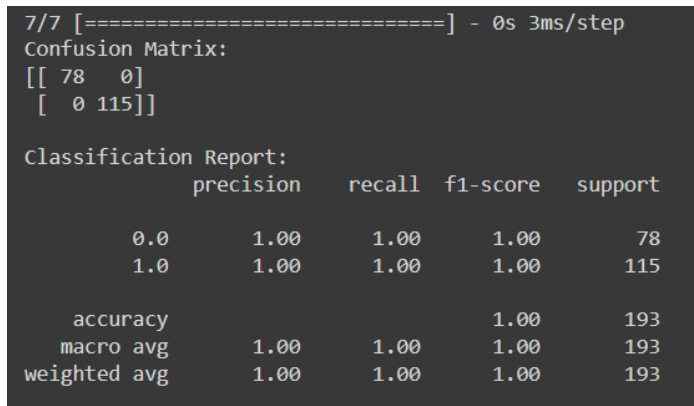 7/7 [==============================] - 0s 3ms/step
Confusion Matrix:
[[ 78   0]
 [  0 115]]
Classification Report:
              precision    recall  f1-score   support
         0.0       1.00      1.00      1.00        78
         1.0       1.00      1.00      1.00       115
    accuracy                           1.00       193
   macro avg       1.00      1.00      1.00       193
weighted avg       1.00      1.00      1.00       193